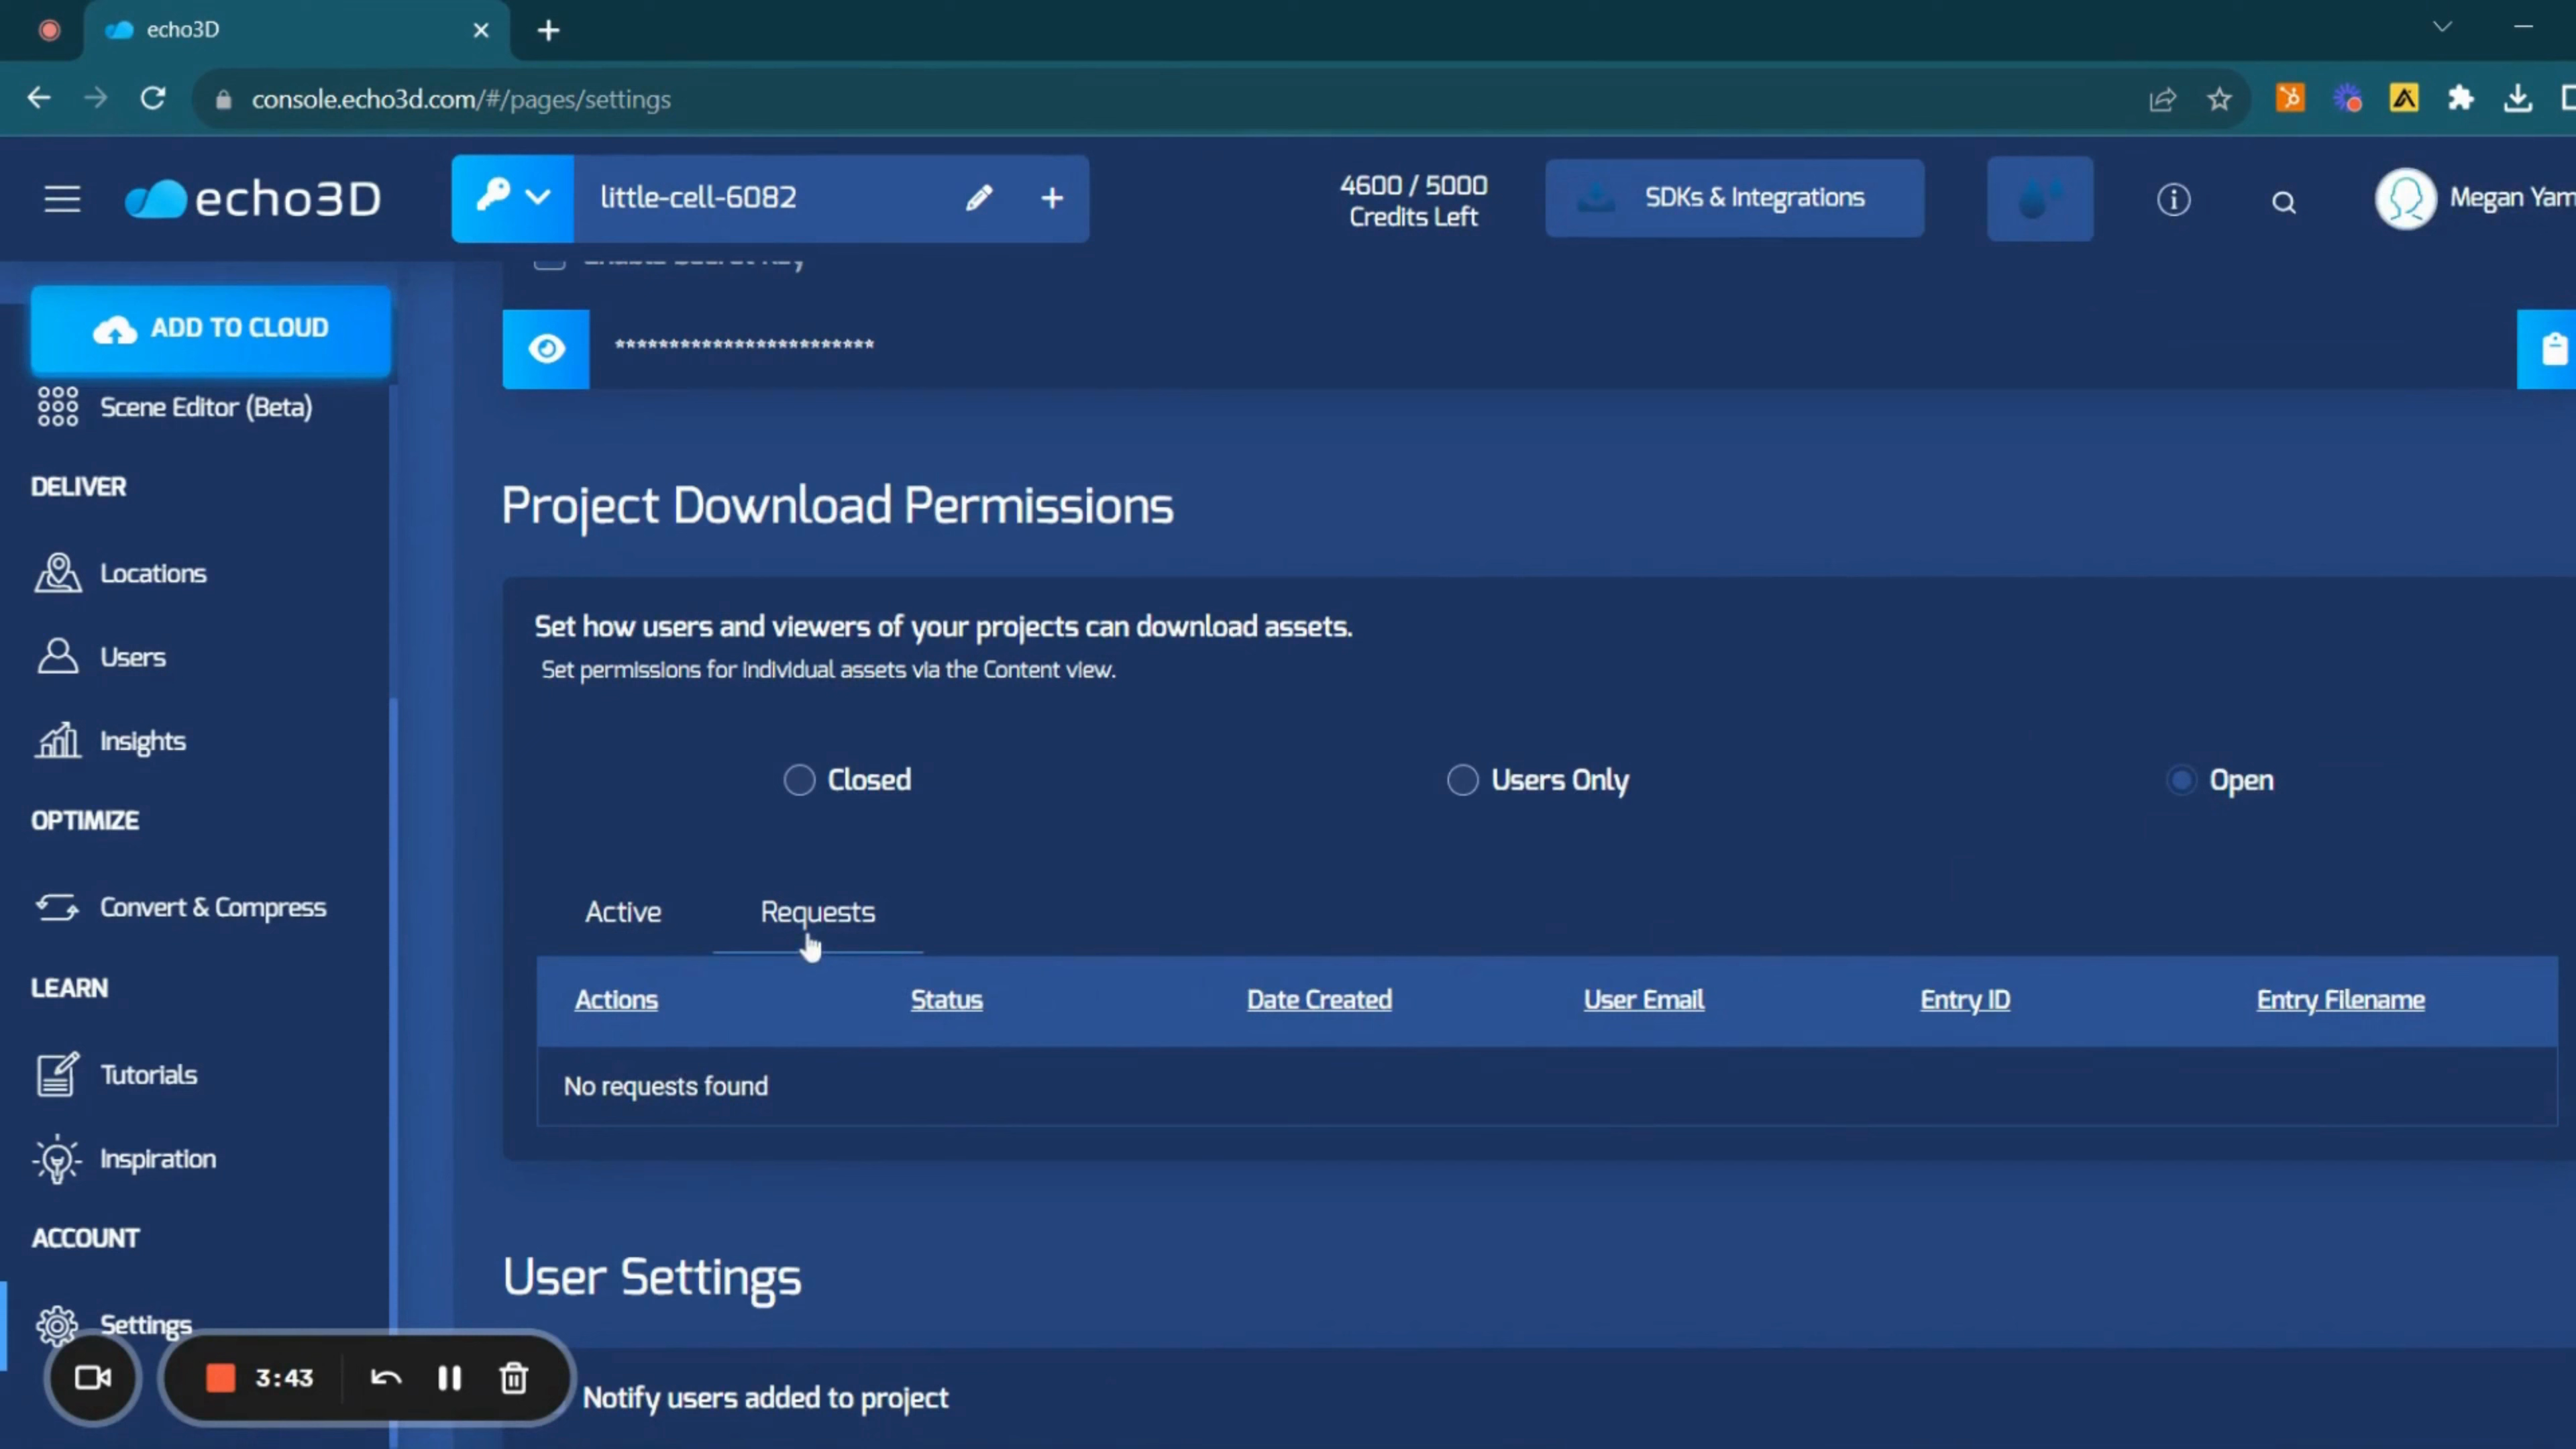 echo3D
console.echo3d.com/#/pages/settings
echo3D
little-cell-6082
4600 / 5000
Credits Left
SDKs & Integrations
Megan Yam
ADD TO CLOUD
************************
Scene Editor (Beta)
DELIVER
Locations
Users
Insights
OPTIMIZE
Convert & Compress
LEARN
Tutorials
Inspiration
ACCOUNT
Settings
3:43
Project Download Permissions
Set how users and viewers of your projects can download assets.
Set permissions for individual assets via the Content view.
Closed
Users Only
Open
Active
Requests
Actions
Status
Date Created
User Email
Entry ID
Entry Filename
No requests found
User Settings
Notify users added to project